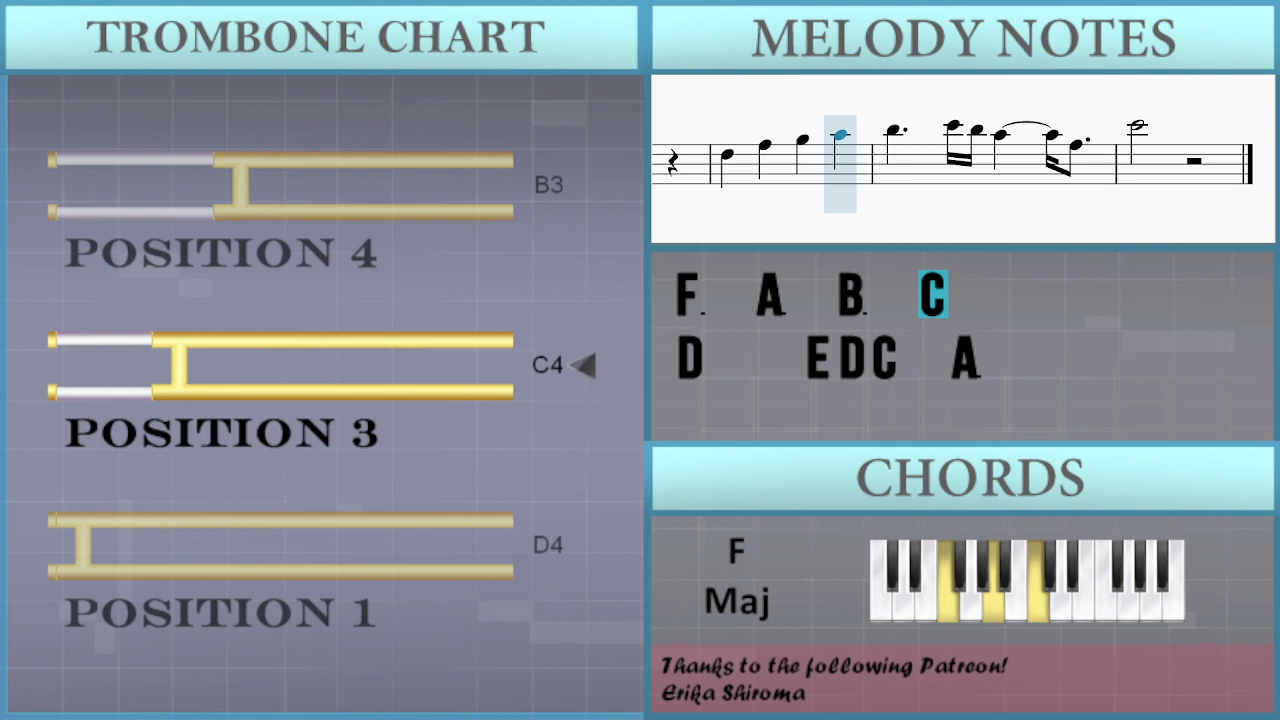 TROMBONE CHART
B3
POSITION 4
C4
POSITION 3
D4
POSITION 1
MELODY NOTES
F. A. B. C
D E D C A.
CHORDS
F
Maj
Thanks to the following Patreon!
Erika Shiroma